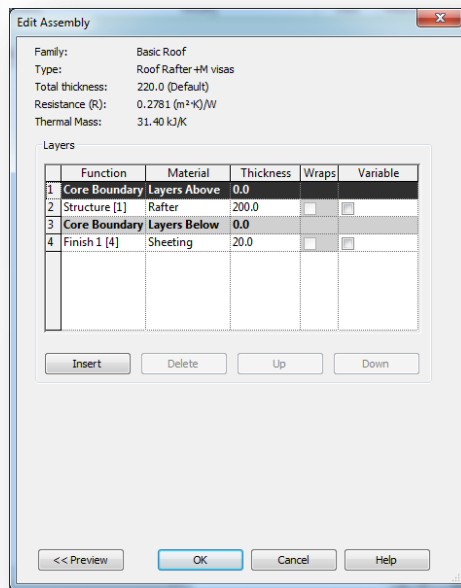 Edit Assembly
x
Family: Basic Roof
Type: Roof Rafter+M visas
Total thickness: 220.0 (Default)
Resistance (R): 0.2781 (m²·K)/W
Thermal Mass: 31.40 kJ/K
Layers
Function Material Thickness Wraps Variable
1 Core Boundary Layers Above 0.0
2 Structure [1] Rafter 200.0
3 Core Boundary Layers Below 0.0
4 Finish 1 [4] Sheeting 20.0
Insert Delete Up Down
<< Preview OK Cancel Help